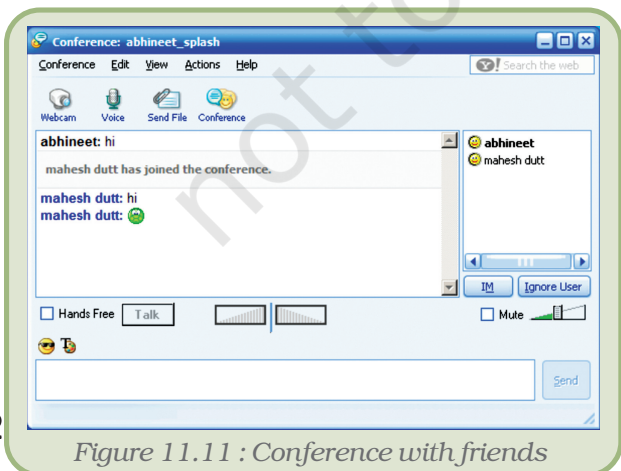 Conference: abhineet_splash
Conference Edit View Actions Help
Y! Search the web
Webcam Voice Send File Conference
abhineet: hi
mahesh dutt has joined the conference.
mahesh dutt: hi
mahesh dutt:
abhineet
mahesh dutt
IM Ignore User
Hands Free Talk Mute
Send
Figure 11.11 : Conference with friends
not to